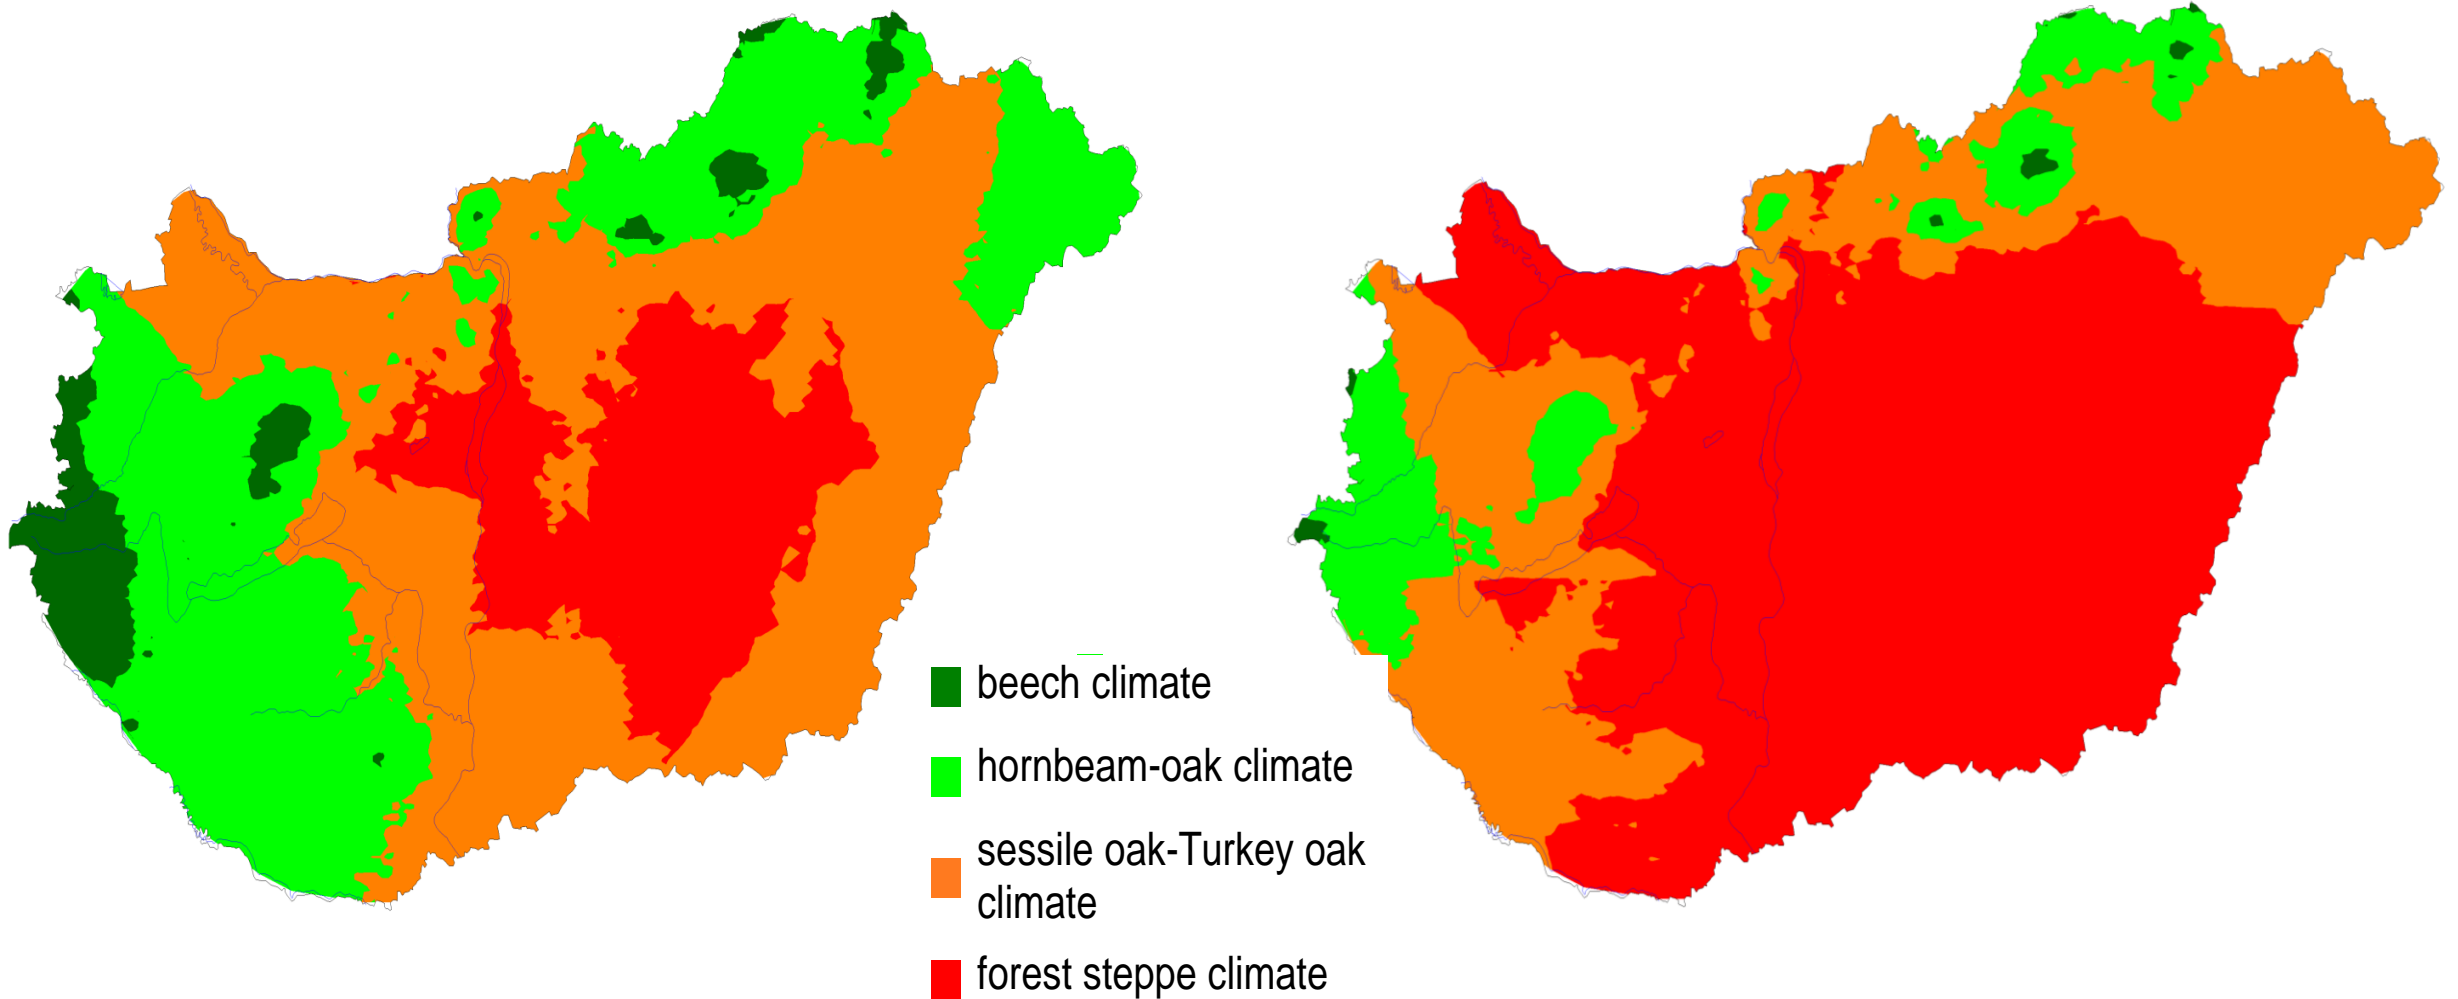 beech climate
hornbeam-oak climate
sessile oak-Turkey oak
climate
forest steppe climate